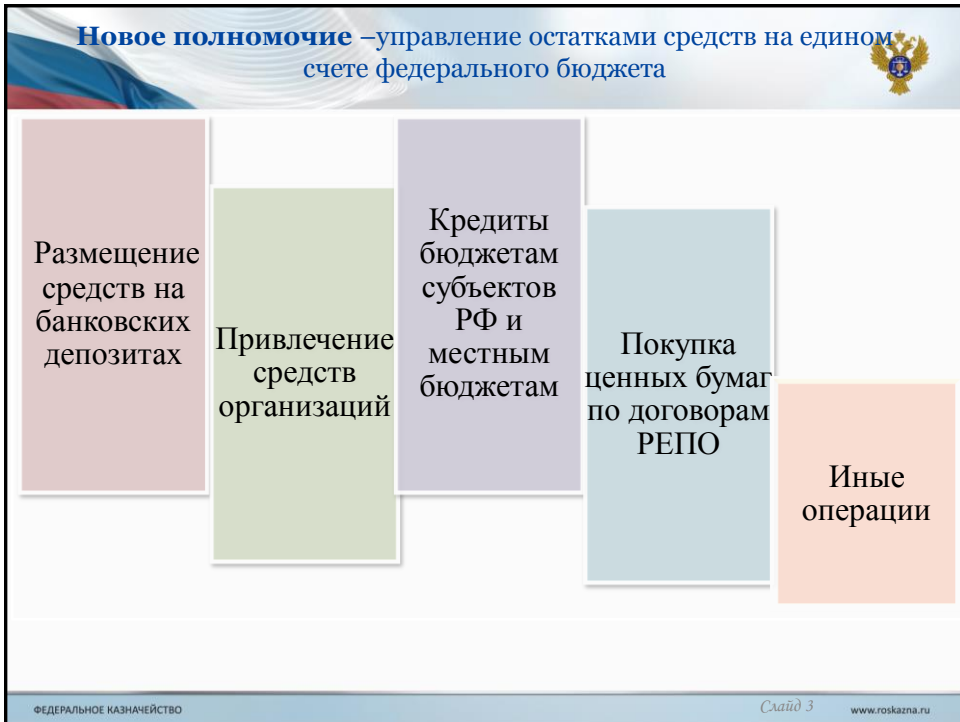 Новое полномочие –управление остатками средств на едином
счете федерального бюджета
Размещение
средств на
банковских
депозитах
Привлечение
средств
организаций
Кредиты
бюджетам
субъектов
РФ и
местным
бюджетам
Покупка
ценных бумаг
по договорам
РЕПО
Иные
операции
ФЕДЕРАЛЬНОЕ КАЗНАЧЕЙСТВО
Слайд 3
www.roskazna.ru